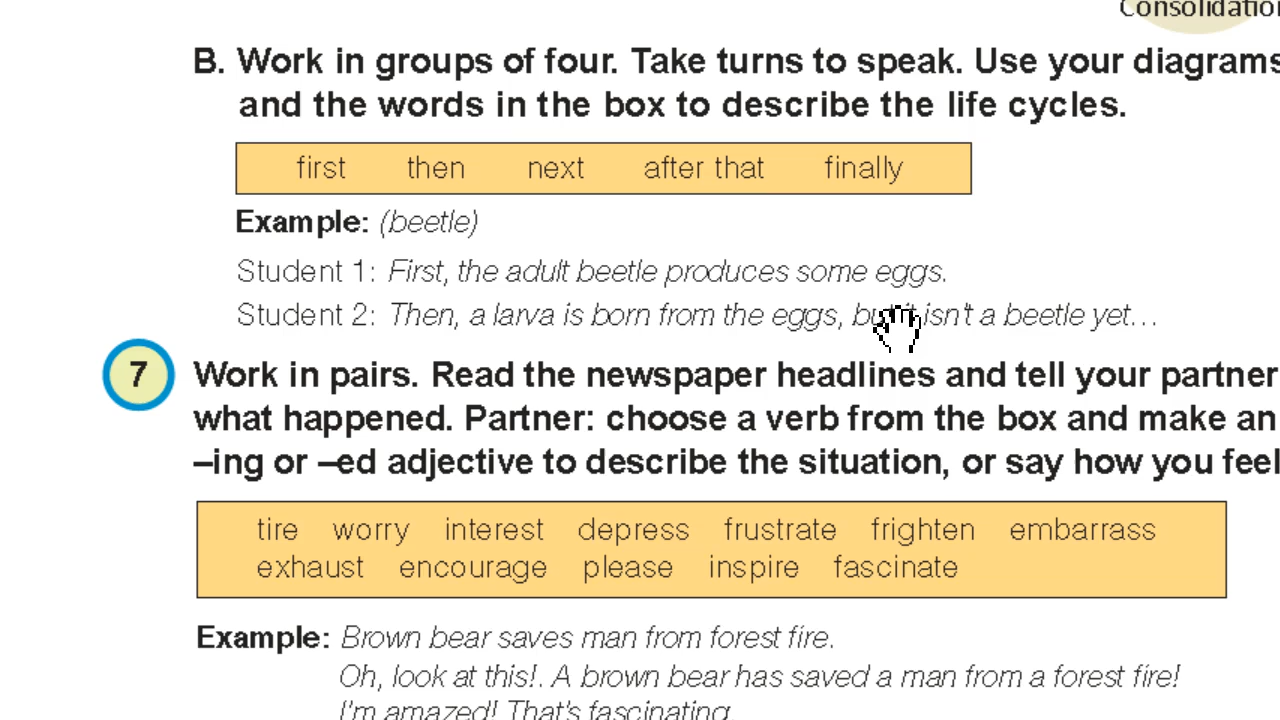 Consolidation
B. Work in groups of four. Take turns to speak. Use your diagrams
and the words in the box to describe the life cycles.
first then next after that finally
Example: (beetle)
Student 1: First, the adult beetle produces some eggs.
Student 2: Then, a larva is born from the eggs, but it isn't a beetle yet…
7 Work in pairs. Read the newspaper headlines and tell your partner
what happened. Partner: choose a verb from the box and make an
–ing or –ed adjective to describe the situation, or say how you feel
tire worry interest depress frustrate frighten embarrass
exhaust encourage please inspire fascinate
Example: Brown bear saves man from forest fire.
Oh, look at this!. A brown bear has saved a man from a forest fire!
I'm amazed! That's fascinating.